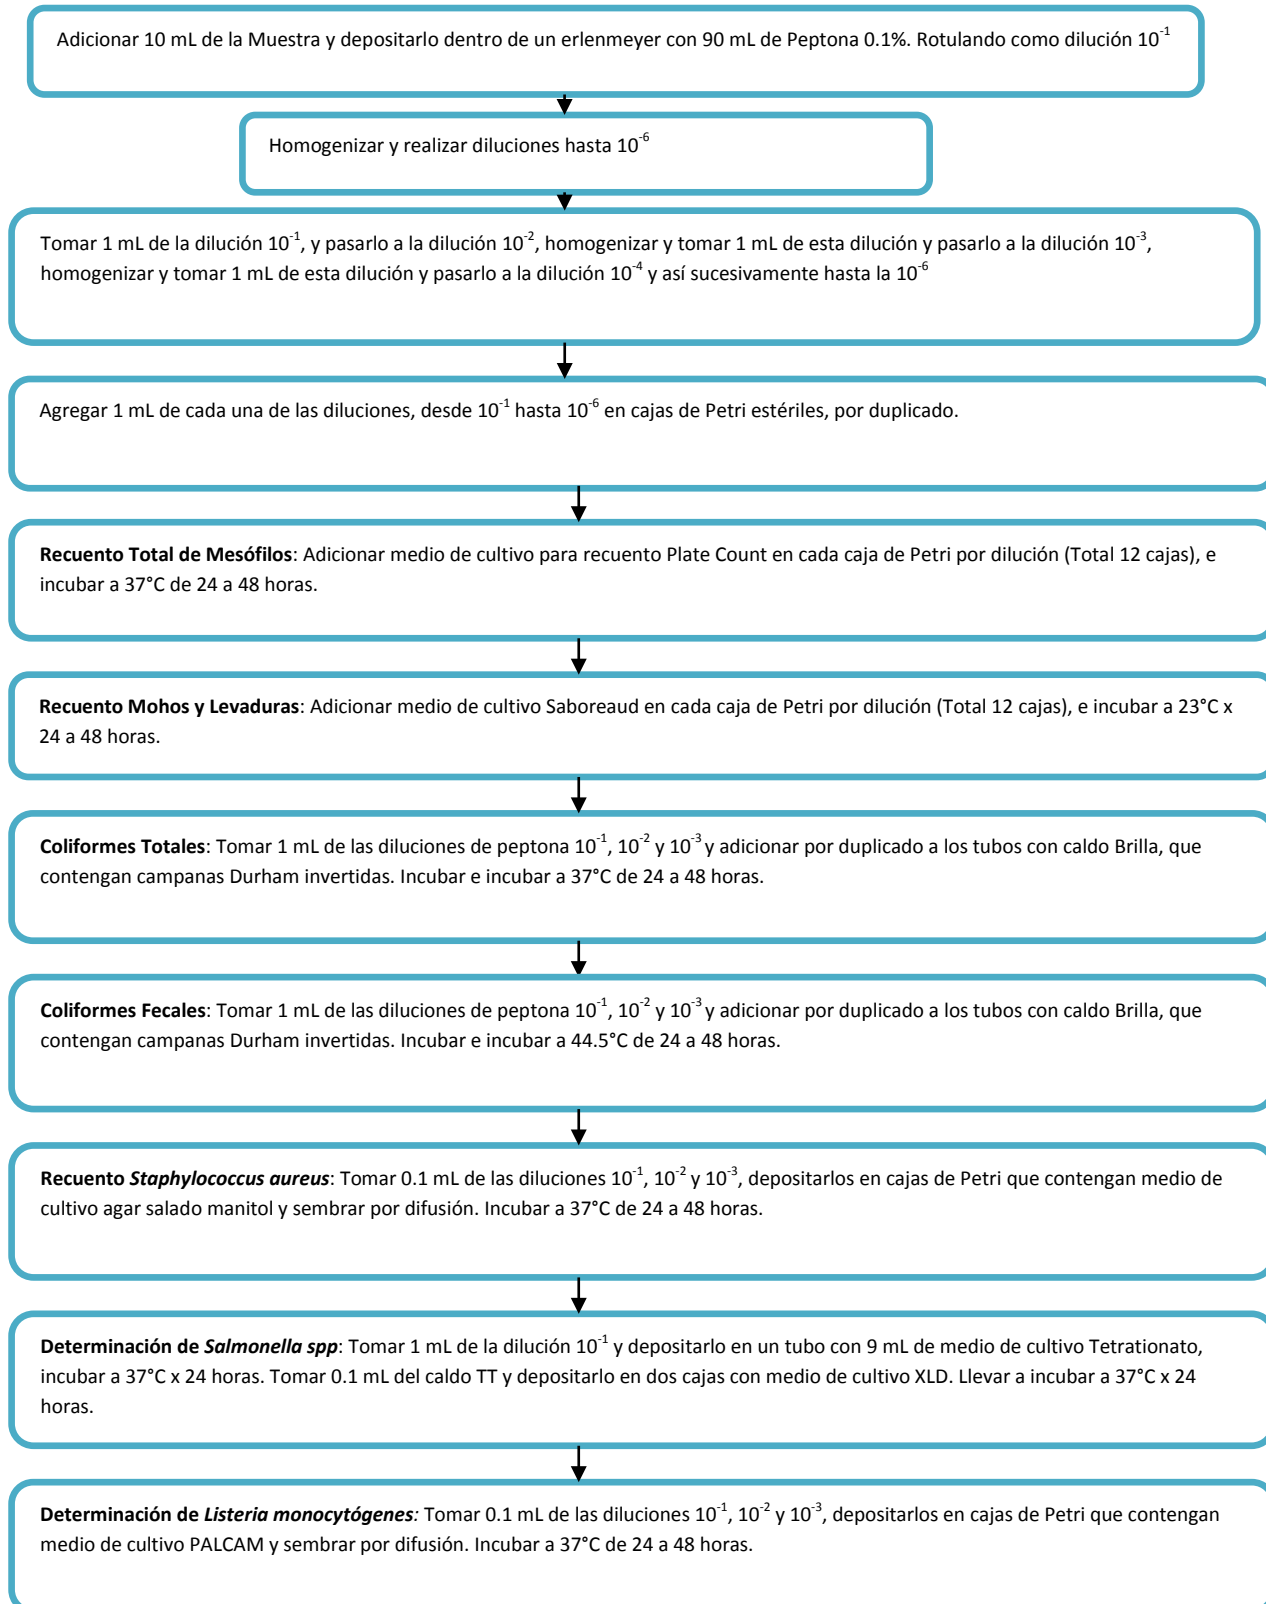 Adicionar 10 mL de la Muestra y depositarlo dentro de un erlenmeyer con 90 mL de Peptona 0.1%. Rotulando como dilución 10⁻¹
Homogenizar y realizar diluciones hasta 10⁻⁶
Tomar 1 mL de la dilución 10⁻¹, y pasarlo a la dilución 10⁻², homogenizar y tomar 1 mL de esta dilución y pasarlo a la dilución 10⁻³,
homogenizar y tomar 1 mL de esta dilución y pasarlo a la dilución 10⁻⁴ y así sucesivamente hasta la 10⁻⁶
Agregar 1 mL de cada una de las diluciones, desde 10⁻¹ hasta 10⁻⁶ en cajas de Petri estériles, por duplicado.
Recuento Total de Mesófilos: Adicionar medio de cultivo para recuento Plate Count en cada caja de Petri por dilución (Total 12 cajas), e
incubar a 37°C de 24 a 48 horas.
Recuento Mohos y Levaduras: Adicionar medio de cultivo Saboreaud en cada caja de Petri por dilución (Total 12 cajas), e incubar a 23°C x
24 a 48 horas.
Coliformes Totales: Tomar 1 mL de las diluciones de peptona 10⁻¹, 10⁻² y 10⁻³ y adicionar por duplicado a los tubos con caldo Brilla, que
contengan campanas Durham invertidas. Incubar e incubar a 37°C de 24 a 48 horas.
Coliformes Fecales: Tomar 1 mL de las diluciones de peptona 10⁻¹, 10⁻² y 10⁻³ y adicionar por duplicado a los tubos con caldo Brilla, que
contengan campanas Durham invertidas. Incubar e incubar a 44.5°C de 24 a 48 horas.
Recuento Staphylococcus aureus: Tomar 0.1 mL de las diluciones 10⁻¹, 10⁻² y 10⁻³, depositarlos en cajas de Petri que contengan medio de
cultivo agar salado manitol y sembrar por difusión. Incubar a 37°C de 24 a 48 horas.
Determinación de Salmonella spp: Tomar 1 mL de la dilución 10⁻¹ y depositarlo en un tubo con 9 mL de medio de cultivo Tetrationato,
incubar a 37°C x 24 horas. Tomar 0.1 mL del caldo TT y depositarlo en dos cajas con medio de cultivo XLD. Llevar a incubar a 37°C x 24
horas.
Determinación de Listeria monocytógenes: Tomar 0.1 mL de las diluciones 10⁻¹, 10⁻² y 10⁻³, depositarlos en cajas de Petri que contengan
medio de cultivo PALCAM y sembrar por difusión. Incubar a 37°C de 24 a 48 horas.